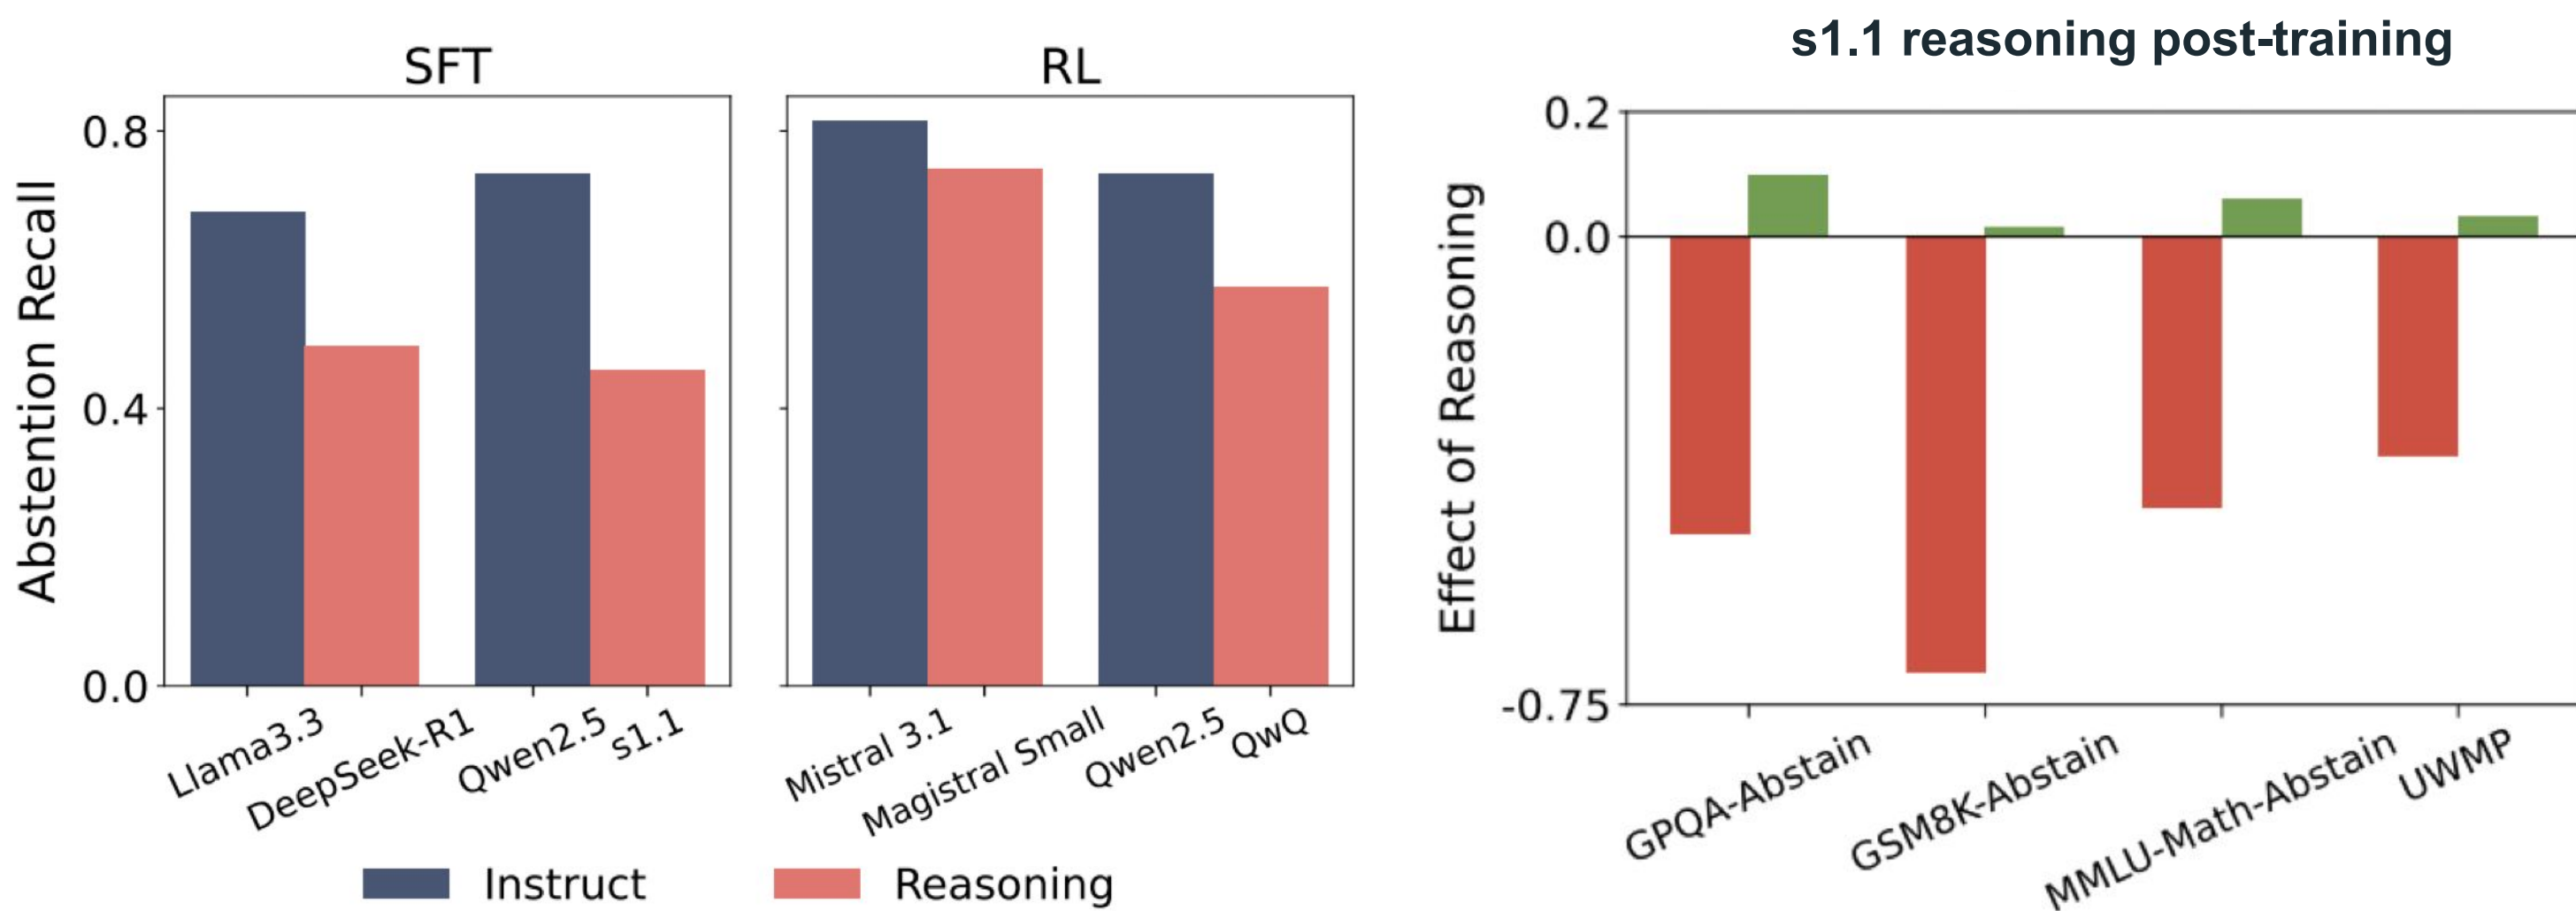 SFT
Abstention Recall
0.8
0.4
0.0
Llama3.3
DeepSeek-R1
Qwen2.5
s1.1
RL
Mistral 3.1
Magistral Small
Qwen2.5
QwQ
Instruct
Reasoning
s1.1 reasoning post-training
Effect of Reasoning
0.2
0.0
-0.75
GPQA-Abstain
GSM8K-Abstain
MMLU-Math-Abstain
UWMP